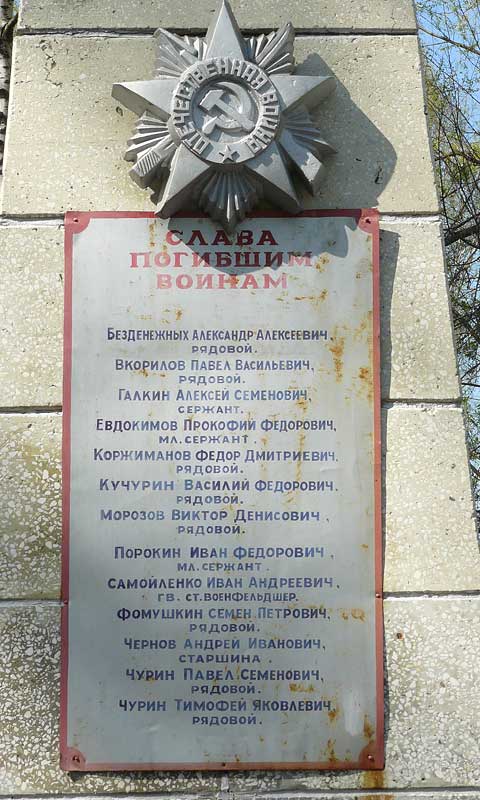 ОТЕЧЕСТВЕННАЯ ВОЙНА
СЛАВА
ПОГИБШИМ
ВОИНАМ
БЕЗДЕНЕЖНЫХ АЛЕКСАНДР АЛЕКСЕЕВИЧ,
РЯДОВОЙ.
ВКОРИЛОВ ПАВЕЛ ВАСИЛЬЕВИЧ,
РЯДОВОЙ.
ГАЛКИН АЛЕКСЕЙ СЕМЕНОВИЧ,
СЕРЖАНТ.
ЕВДОКИМОВ ПРОКОФИЙ ФЕДОРОВИЧ,
МЛ. СЕРЖАНТ.
КОРЖИМАНОВ ФЕДОР ДМИТРИЕВИЧ,
РЯДОВОЙ.
КУЧУРИН ВАСИЛИЙ ФЕДОРОВИЧ,
РЯДОВОЙ.
МОРОЗОВ ВИКТОР ДЕНИСОВИЧ,
РЯДОВОЙ.
ПОРОКИН ИВАН ФЕДОРОВИЧ,
МЛ. СЕРЖАНТ.
САМОЙЛЕНКО ИВАН АНДРЕЕВИЧ,
ГВ. СТ. ВОЕНФЕЛЬДШЕР.
ФОМУШКИН СЕМЕН ПЕТРОВИЧ,
РЯДОВОЙ.
ЧЕРНОВ АНДРЕЙ ИВАНОВИЧ,
СТАРШИНА.
ЧУРИН ПАВЕЛ СЕМЕНОВИЧ,
РЯДОВОЙ.
ЧУРИН ТИМОФЕЙ ЯКОВЛЕВИЧ,
РЯДОВОЙ.